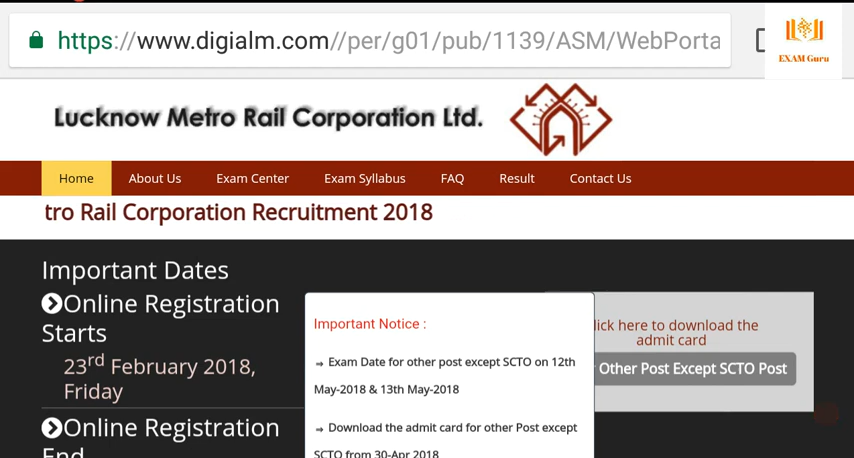 https://www.digialm.com//per/g01/pub/1139/ASM/WebPorta
EXAM Guru
Lucknow Metro Rail Corporation Ltd.
Home About Us Exam Center Exam Syllabus FAQ Result Contact Us
tro Rail Corporation Recruitment 2018
Important Dates
Online Registration
Starts
23rd February 2018,
Friday
Online Registration
End
Important Notice :
⇒ Exam Date for other post except SCTO on 12th
May-2018 & 13th May-2018
⇒ Download the admit card for other Post except
SCTO from 30-Apr 2018
lick here to download the
admit card
Other Post Except SCTO Post